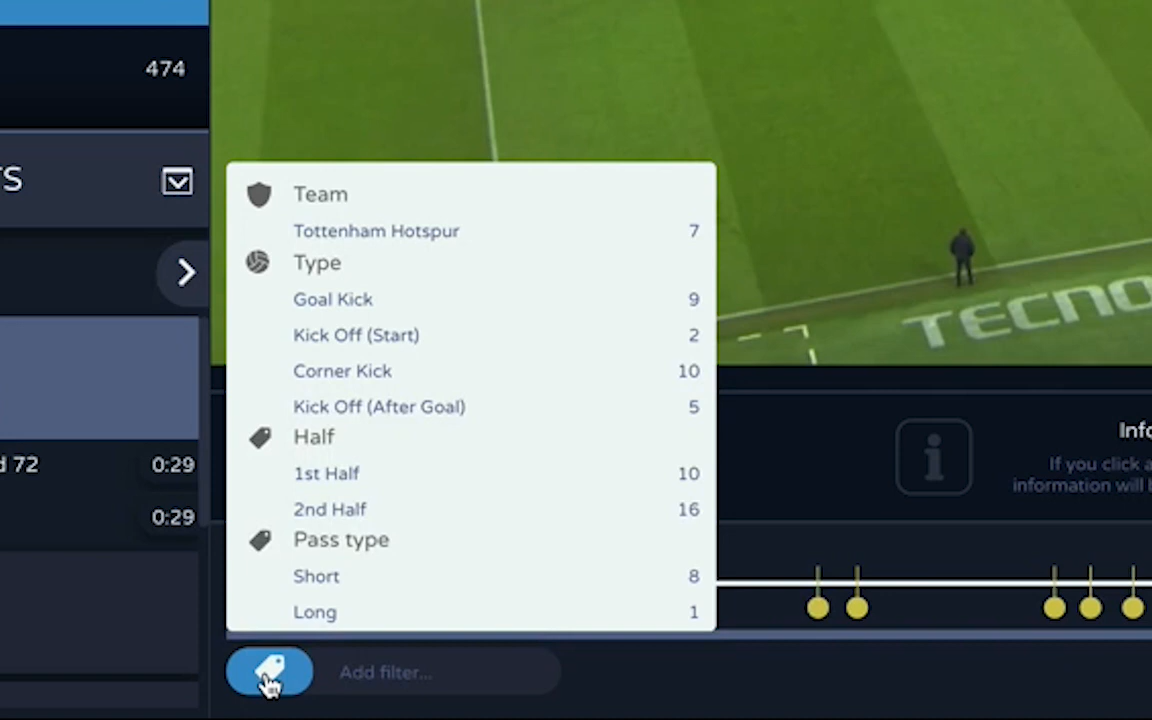 474
TS
Team
Tottenham Hotspur 7
Type
Goal Kick 9
Kick Off (Start) 2
Corner Kick 10
Kick Off (After Goal) 5
Half
1st Half 10
2nd Half 16
Pass type
Short 8
Long 1
d 72 0:29
0:29
TECNO
Info
If you click a
information will b
Add filter...